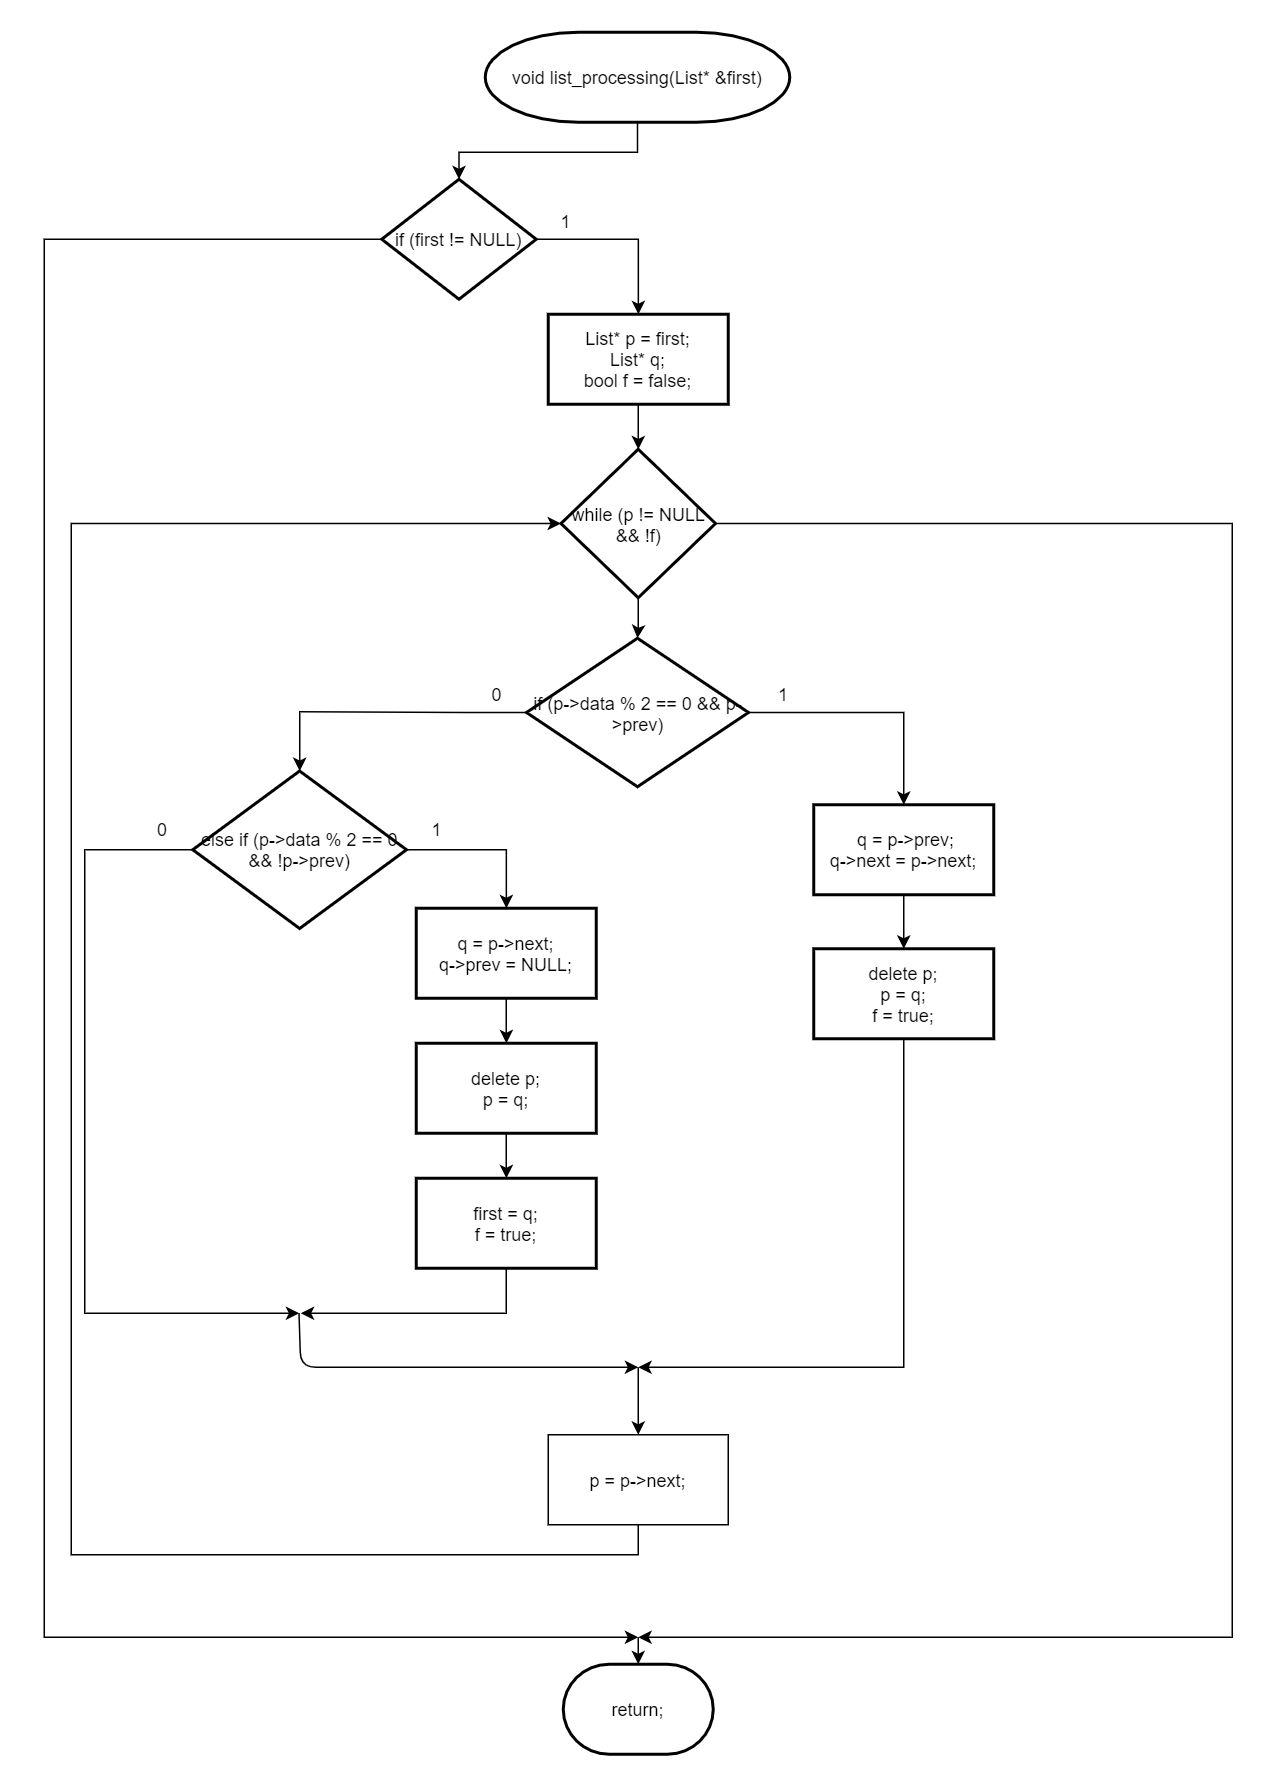 void list_processing(List* &first)
if (first != NULL)
1
List* p = first;
List* q;
bool f = false;
while (p != NULL
&& !f)
0
if (p->data % 2 == 0 && p-
>prev)
1
0
else if (p->data % 2 == 0
&& !p->prev)
1
q = p->prev;
q->next = p->next;
q = p->next;
q->prev = NULL;
delete p;
p = q;
f = true;
delete p;
p = q;
first = q;
f = true;
p = p->next;
return;